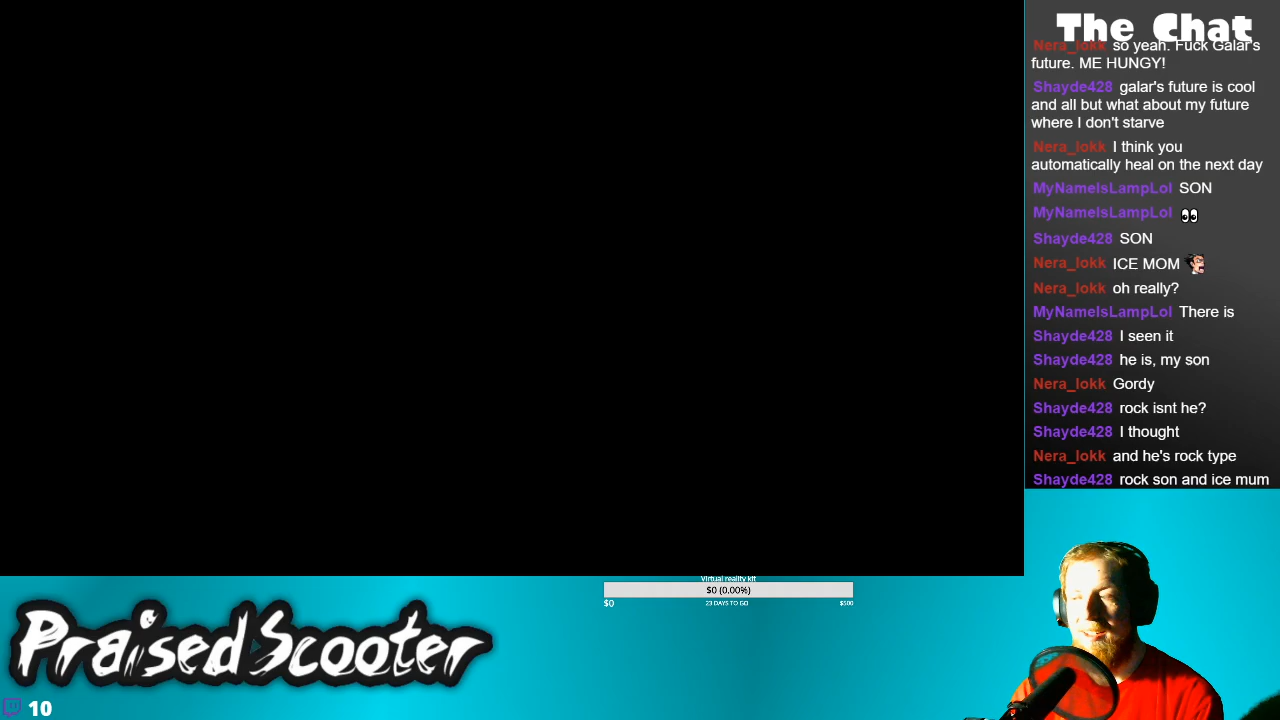 The Chat
Nera_lokk so yeah. Fuck Galar's
future. ME HUNGY!
Shayde428 galar's future is cool
and all but what about my future
where I don't starve
Nera_lokk I think you
automatically heal on the next day
MyNameIsLampLol SON
MyNameIsLampLol
Shayde428 SON
Nera_lokk ICE MOM
Nera_lokk oh really?
MyNameIsLampLol There is
Shayde428 I seen it
Shayde428 he is, my son
Nera_lokk Gordy
Shayde428 rock isnt he?
Shayde428 I thought
Nera_lokk and he's rock type
Shayde428 rock son and ice mum
Virtual reality kit
$0 (0.00%)
$0 23 DAYS TO GO $500
PraisedScooter
10